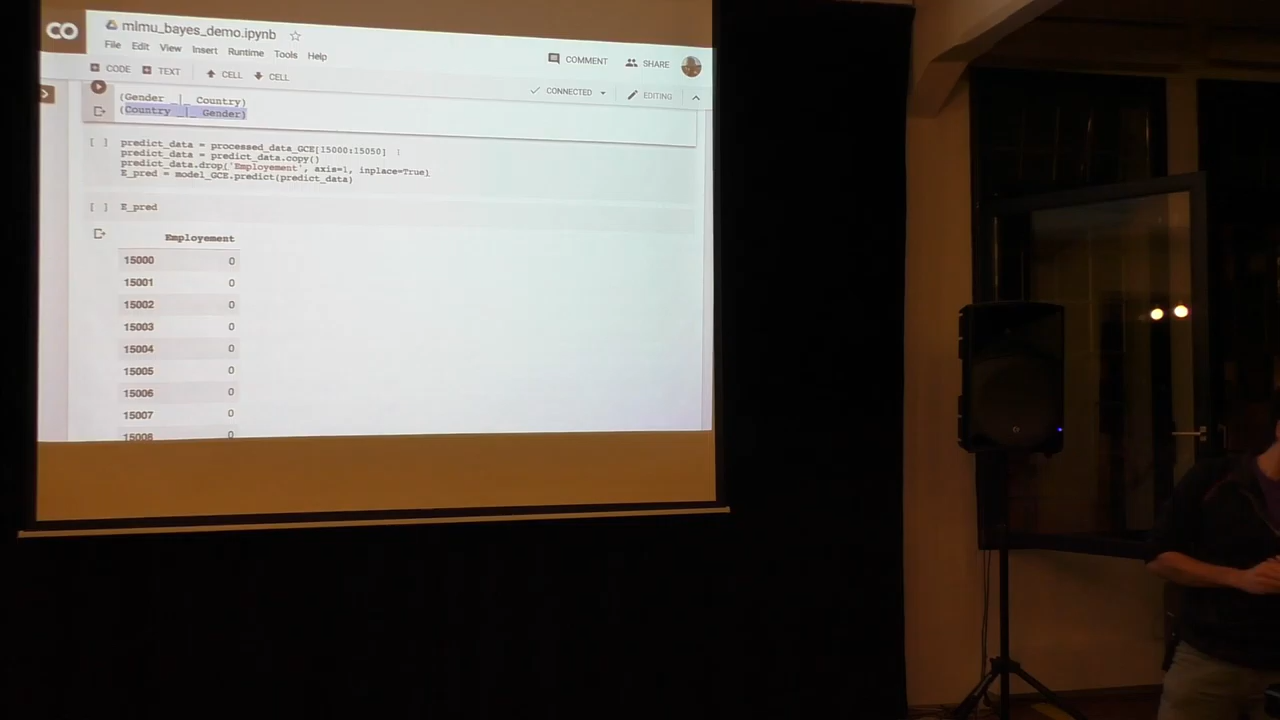 CO
mlmu_bayes_demo.ipynb
File Edit View Insert Runtime Tools Help
COMMENT SHARE
CODE TEXT CELL CELL
CONNECTED EDITING
(Gender _|_ Country)
(Country _|_ Gender)
[ ] predict_data = processed_data_GCE[15000:15050]
predict_data = predict_data.copy()
predict_data.drop('Employement', axis=1, inplace=True)
E_pred = model_GCE.predict(predict_data)
[ ] E_pred
Employement
15000 0
15001 0
15002 0
15003 0
15004 0
15005 0
15006 0
15007 0
15008 0